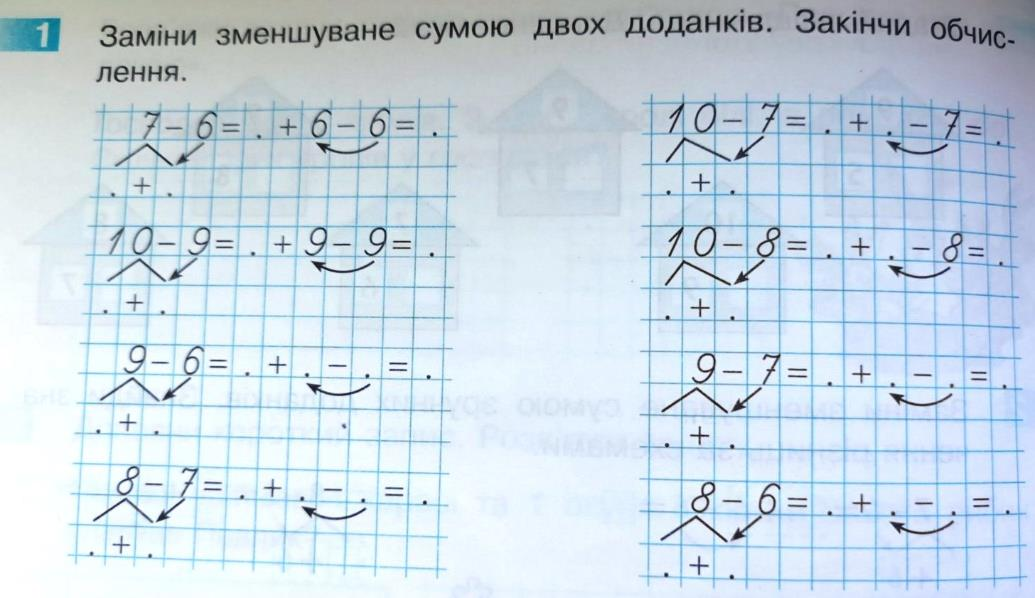 1 Заміни зменшуване сумою двох доданків. Закінчи обчис-
лення.
7 – 6 = . + 6 – 6 = .
. + .
10 – 9 = . + 9 – 9 = .
. + .
9 – 6 = . + . – . = .
. + .
8 – 7 = . + . – . = .
. + .
10 – 7 = . + . – 7 = .
. + .
10 – 8 = . + . – 8 = .
. + .
9 – 7 = . + . – . = .
. + .
8 – 6 = . + . – . = .
. + .